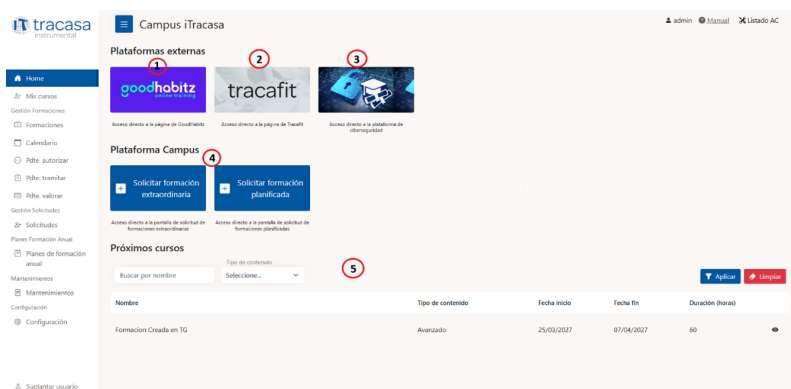 tracasa
instrumental
Campus iTracasa
admin Manual Listado AC
Home
Mis cursos
Gestión Formaciones
Formaciones
Calendario
Pdte. autorizar
Pdte. tramitar
Pdte. valorar
Gestión Solicitudes
Solicitudes
Planes Formación Anual
Planes de formación
anual
Mantenimientos
Mantenimientos
Configuración
Configuración
Suplantar usuario
Plataformas externas
1
goodhabitz
online training
Acceso directo a la página de GoodHabitz
2
tracafit
Acceso directo a la página de Tracafit
3
Acceso directo a la plataforma de
ciberseguridad
Plataforma Campus
4
Solicitar formación
extraordinaria
Acceso directo a la pantalla de solicitud de
formaciones extraordinarias
Solicitar formación
planificada
Acceso directo a la pantalla de solicitud de
formaciones planificadas
Próximos cursos
5
Buscar por nombre
Tipo de contenido
Seleccione...
Aplicar
Limpiar
Nombre Tipo de contenido Fecha inicio Fecha fin Duración (horas)
Formacion Creada en TG Avanzado 25/03/2027 07/04/2027 60